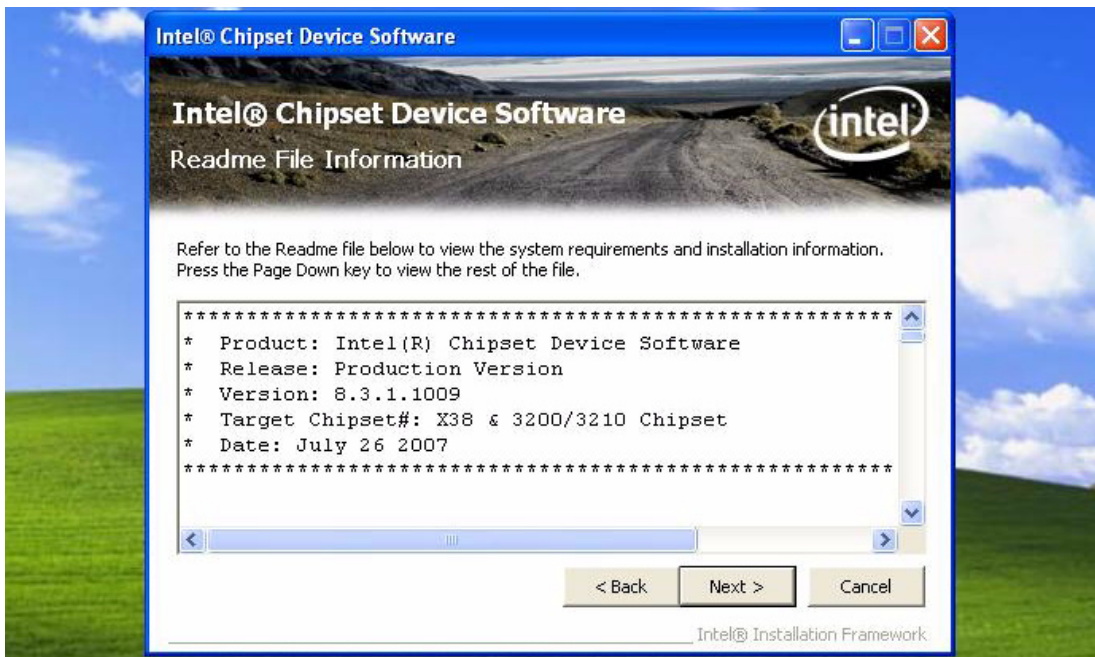 Intel® Chipset Device Software
Intel® Chipset Device Software
intel
Readme File Information
Refer to the Readme file below to view the system requirements and installation information.
Press the Page Down key to view the rest of the file.
********************************************************
* Product: Intel(R) Chipset Device Software
* Release: Production Version
* Version: 8.3.1.1009
* Target Chipset#: X38 & 3200/3210 Chipset
* Date: July 26 2007
********************************************************
< Back Next > Cancel
Intel® Installation Framework